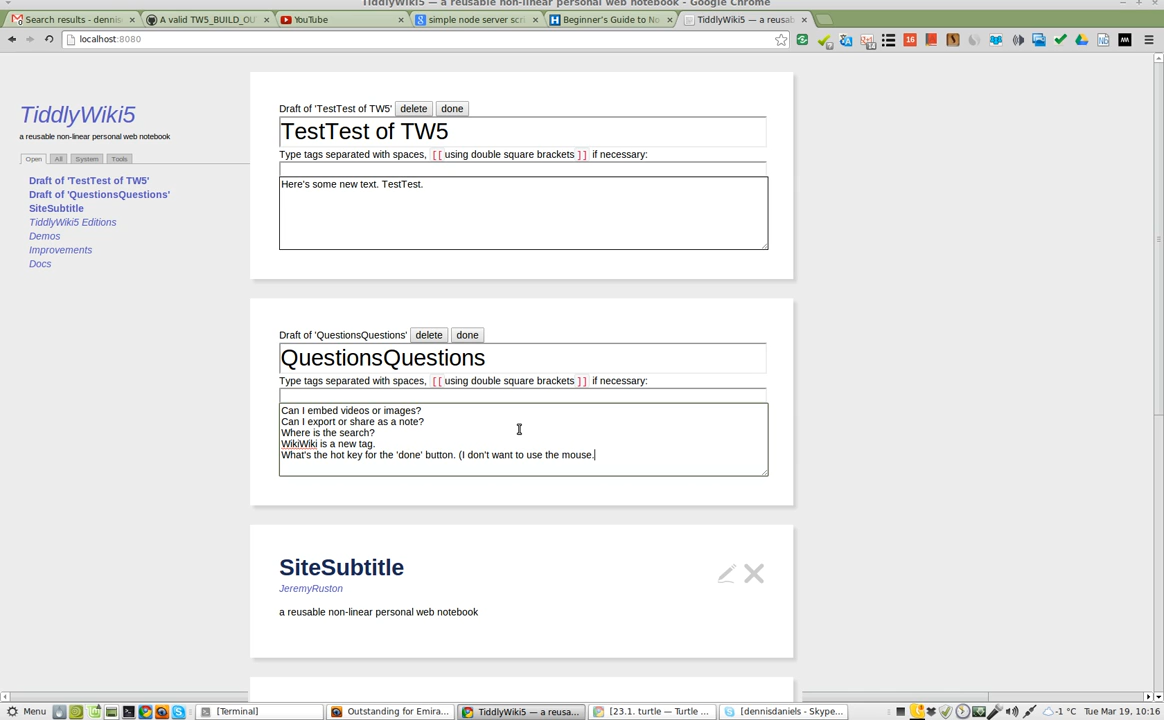 TiddlyWiki5 — a reusable non-linear personal web notebook - Google Chrome
Search results - dennis
A valid TW5_BUILD_OU
YouTube
simple node server scri
Beginner's Guide to No
TiddlyWiki5 — a reusab
localhost:8080
TiddlyWiki5
a reusable non-linear personal web notebook
Open All System Tools
Draft of 'TestTest of TW5'
Draft of 'QuestionsQuestions'
SiteSubtitle
TiddlyWiki5 Editions
Demos
Improvements
Docs
Draft of 'TestTest of TW5' delete done
TestTest of TW5
Type tags separated with spaces, [[ using double square brackets ]] if necessary:
Here's some new text. TestTest.
Draft of 'QuestionsQuestions' delete done
QuestionsQuestions
Type tags separated with spaces, [[ using double square brackets ]] if necessary:
Can I embed videos or images?
Can I export or share as a note?
Where is the search?
WikiWiki is a new tag.
What's the hot key for the 'done' button. (I don't want to use the mouse.
SiteSubtitle
JeremyRuston
a reusable non-linear personal web notebook
Menu
[Terminal]
Outstanding for Emira...
TiddlyWiki5 — a reusa...
[23.1. turtle — Turtle ...
[dennisdaniels - Skype...
-1 °C Tue Mar 19, 10:16